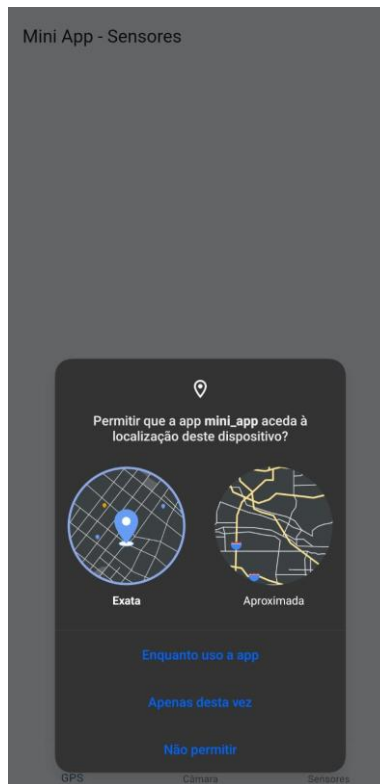 Mini App - Sensores
Permitir que a app mini_app aceda à
localização deste dispositivo?
Exata Aproximada
Enquanto uso a app
Apenas desta vez
Não permitir
GPS Câmara Sensores